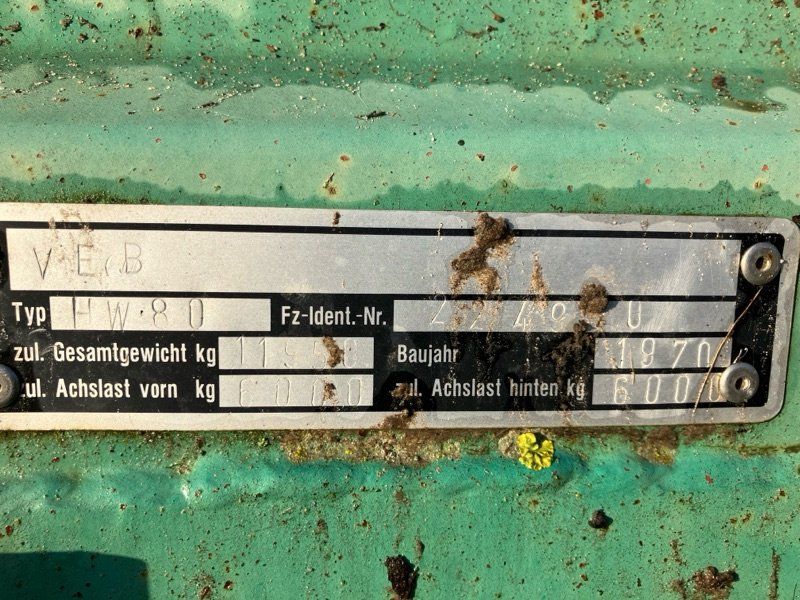 VEB
Typ HW 80 Fz-Ident.-Nr.
zul. Gesamtgewicht kg Baujahr 1970
zul. Achslast vorn kg 6000 zul. Achslast hinten kg 6000